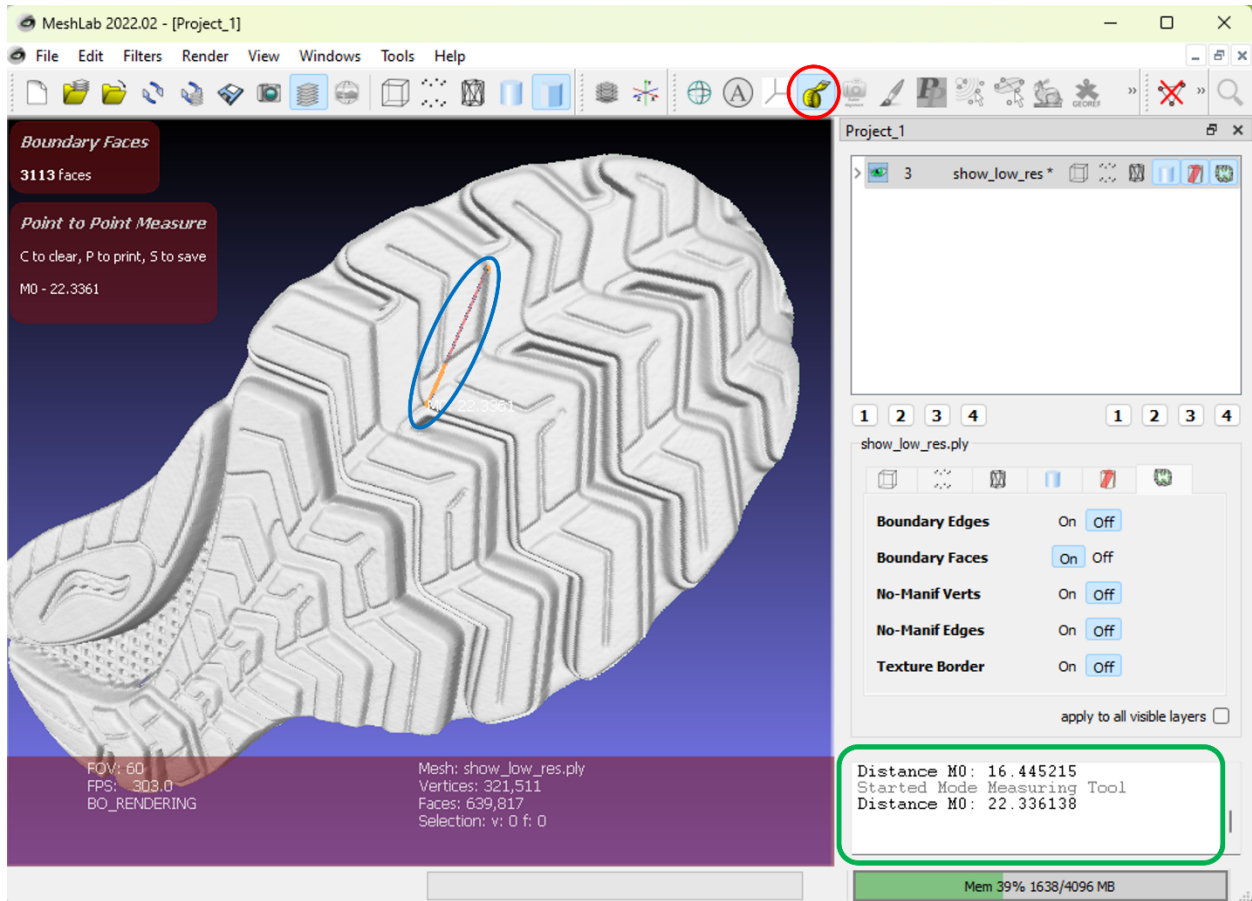 MeshLab 2022.02 - [Project_1]
File Edit Filters Render View Windows Tools Help
A
P
GEOREF
»
»
Boundary Faces
3113 faces
Point to Point Measure
C to clear, P to print, S to save
M0 - 22.3361
M0 - 22.3361
FOV: 60
FPS: 303.0
BO_RENDERING
Mesh: show_low_res.ply
Vertices: 321,511
Faces: 639,817
Selection: v: 0 f: 0
Project_1
3 show_low_res *
1 2 3 4 1 2 3 4
show_low_res.ply
Boundary Edges On Off
Boundary Faces On Off
No-Manif Verts On Off
No-Manif Edges On Off
Texture Border On Off
apply to all visible layers
Distance M0: 16.445215
Started Mode Measuring Tool
Distance M0: 22.336138
Mem 39% 1638/4096 MB